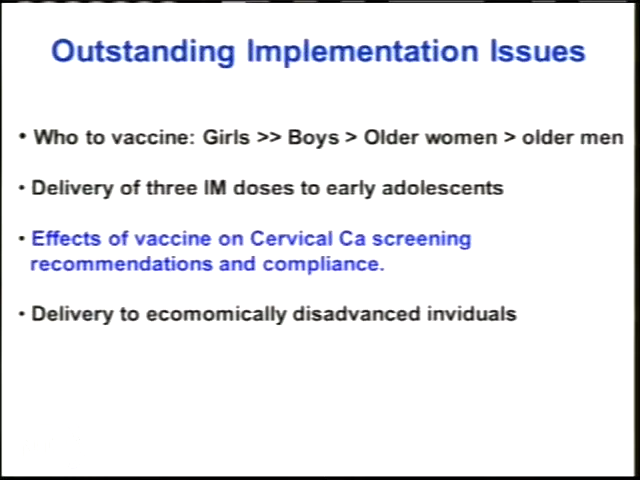 Outstanding Implementation Issues
• Who to vaccine: Girls >> Boys > Older women > older men
• Delivery of three IM doses to early adolescents
• Effects of vaccine on Cervical Ca screening
recommendations and compliance.
• Delivery to ecomomically disadvanced inviduals